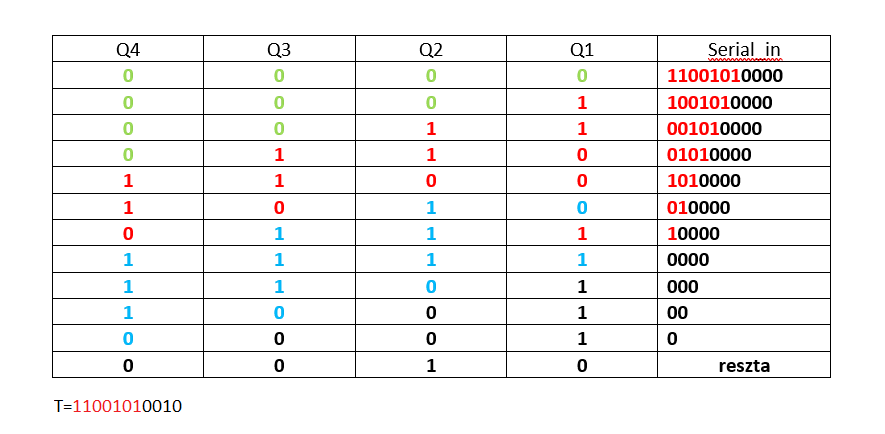 Q4 Q3 Q2 Q1 Serial_in
0 0 0 0 11001010000
0 0 0 1 1001010000
0 0 1 1 001010000
0 1 1 0 01010000
1 1 0 0 1010000
1 0 1 0 010000
0 1 1 1 10000
1 1 1 1 0000
1 1 0 1 000
1 0 0 1 00
0 0 0 1 0
0 0 1 0 reszta
T=11001010010